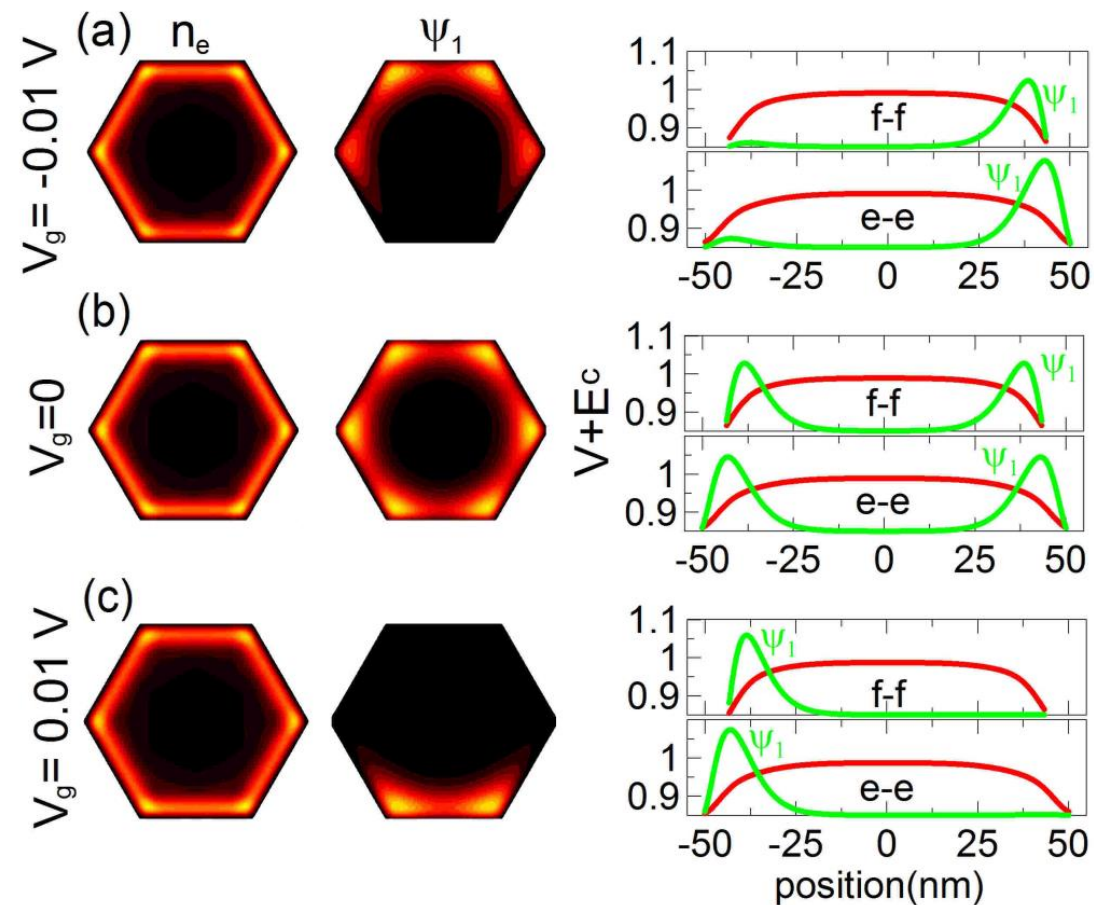 (a)
n_e
ψ_1
V_g= -0.01 V
1.1
1
0.9
f-f
ψ_1
1
0.9
e-e
ψ_1
-50 -25 0 25 50
(b)
V_g=0
V+E^c
1.1
1
0.9
f-f
ψ_1
1
0.9
e-e
ψ_1
-50 -25 0 25 50
(c)
V_g= 0.01 V
1.1
1
0.9
f-f
ψ_1
1
0.9
e-e
ψ_1
-50 -25 0 25 50
position(nm)